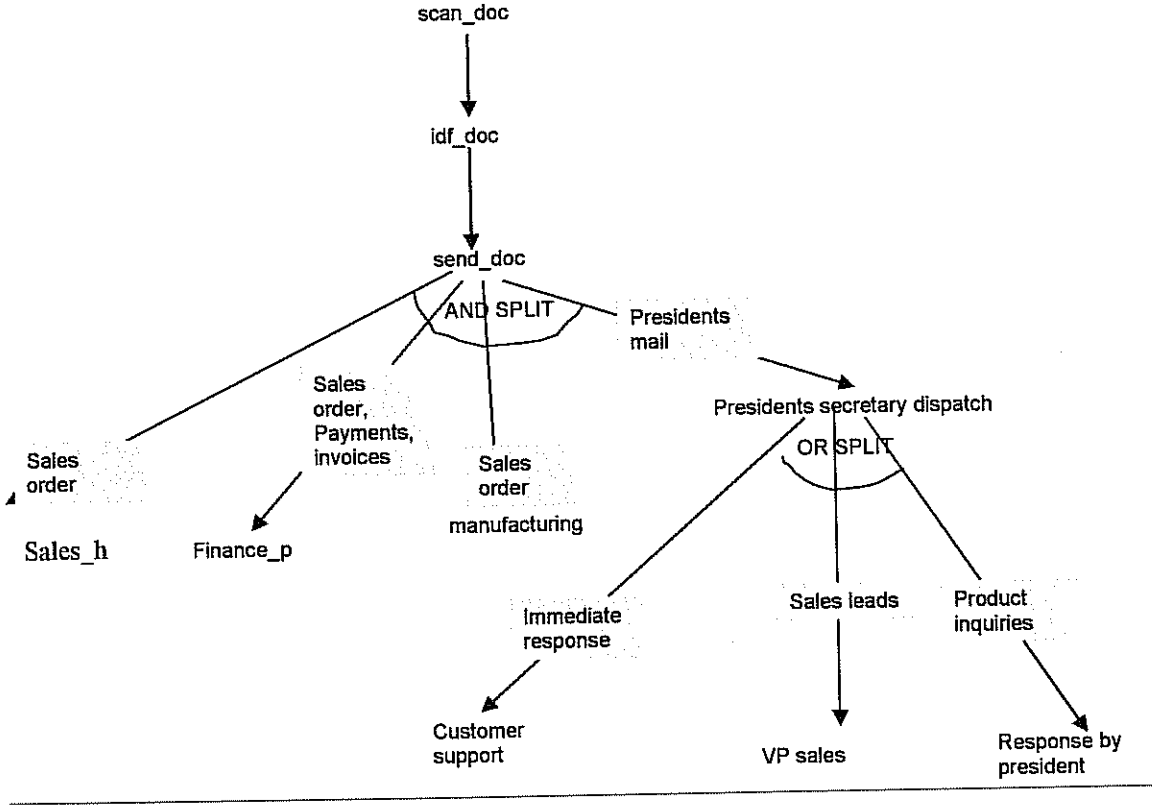 scan_doc
idf_doc
send_doc
AND SPLIT
Presidents
mail
Presidents secretary dispatch
OR SPLIT
Sales
order,
Payments,
invoices
Sales
order
Sales
order
manufacturing
Sales_h
Finance_p
Immediate
response
Sales leads
Product
inquiries
Customer
support
VP sales
Response by
president